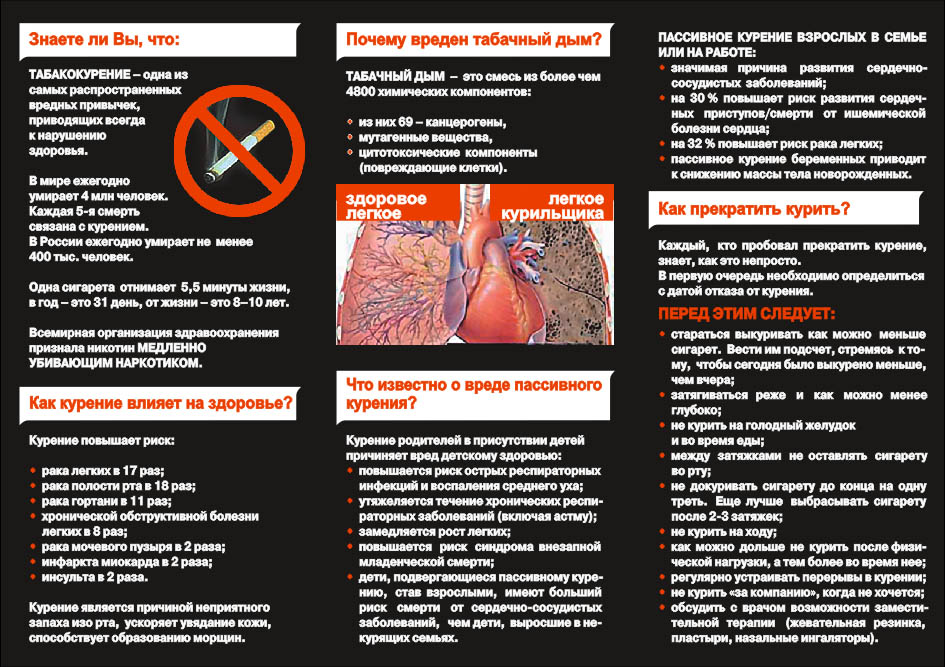 Знаете ли Вы, что:
ТАБАКОКУРЕНИЕ – одна из
самых распространенных
вредных привычек,
приводящих всегда
к нарушению
здоровья.
В мире ежегодно
умирает 4 млн человек.
Каждая 5-я смерть
связана с курением.
В России ежегодно умирает не менее
400 тыс. человек.
Одна сигарета отнимает 5,5 минуты жизни,
в год – это 31 день, от жизни – это 8–10 лет.
Всемирная организация здравоохранения
признала никотин МЕДЛЕННО
УБИВАЮЩИМ НАРКОТИКОМ.
Как курение влияет на здоровье?
Курение повышает риск:
• рака легких в 17 раз;
• рака полости рта в 18 раз;
• рака гортани в 11 раз;
• хронической обструктивной болезни
легких в 8 раз;
• рака мочевого пузыря в 2 раза;
• инфаркта миокарда в 2 раза;
• инсульта в 2 раза.
Курение является причиной неприятного
запаха изо рта, ускоряет увядание кожи,
способствует образованию морщин.
Почему вреден табачный дым?
ТАБАЧНЫЙ ДЫМ – это смесь из более чем
4800 химических компонентов:
• из них 69 – канцерогены,
• мутагенные вещества,
• цитотоксические компоненты
(повреждающие клетки).
здоровое легкое
легкое курильщика
Что известно о вреде пассивного
курения?
Курение родителей в присутствии детей
причиняет вред детскому здоровью:
• повышается риск острых респираторных
инфекций и воспаления среднего уха;
• утяжеляется течение хронических респи-
раторных заболеваний (включая астму);
• замедляется рост легких;
• повышается риск синдрома внезапной
младенческой смерти;
• дети, подвергающиеся пассивному куре-
нию, став взрослыми, имеют больший
риск смерти от сердечно-сосудистых
заболеваний, чем дети, выросшие в не-
курящих семьях.
ПАССИВНОЕ КУРЕНИЕ ВЗРОСЛЫХ В СЕМЬЕ
ИЛИ НА РАБОТЕ:
• значимая причина развития сердечно-
сосудистых заболеваний;
• на 30 % повышает риск развития сердеч-
ных приступов/смерти от ишемической
болезни сердца;
• на 32 % повышает риск рака легких;
• пассивное курение беременных приводит
к снижению массы тела новорожденных.
Как прекратить курить?
Каждый, кто пробовал прекратить курение,
знает, как это непросто.
В первую очередь необходимо определиться
с датой отказа от курения.
ПЕРЕД ЭТИМ СЛЕДУЕТ:
• стараться выкуривать как можно меньше
сигарет. Вести им подсчет, стремясь к то-
му, чтобы сегодня было выкурено меньше,
чем вчера;
• затягиваться реже и как можно менее
глубоко;
• не курить на голодный желудок
и во время еды;
• между затяжками не оставлять сигарету
во рту;
• не докуривать сигарету до конца на одну
треть. Еще лучше выбрасывать сигарету
после 2-3 затяжек;
• не курить на ходу;
• как можно дольше не курить после физи-
ческой нагрузки, а тем более во время нее;
• регулярно устраивать перерывы в курении;
• не курить «за компанию», когда не хочется;
• обсудить с врачом возможности замести-
тельной терапии (жевательная резинка,
пластыри, назальные ингаляторы).